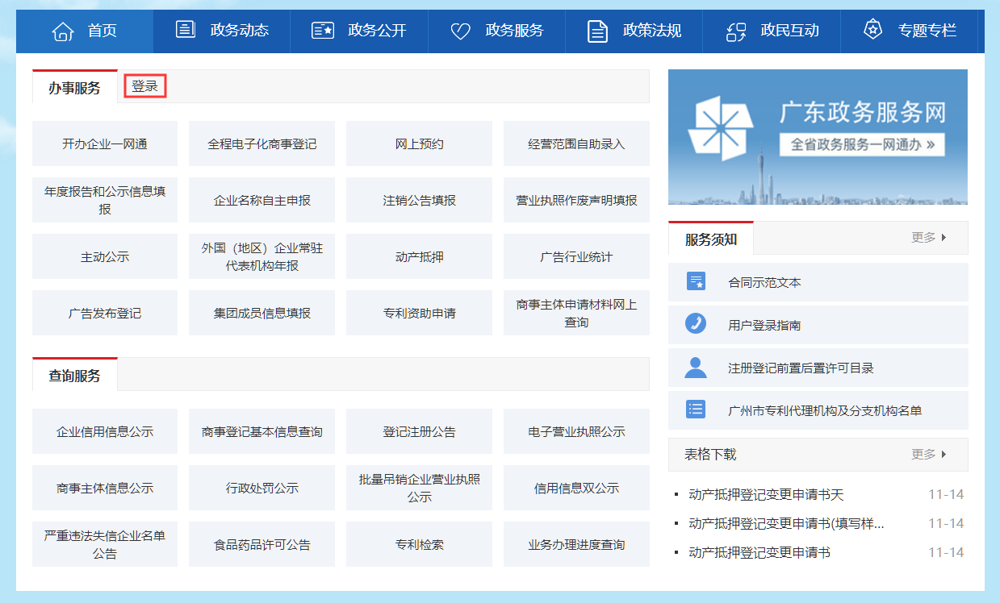 首页 政务动态 政务公开 政务服务 政策法规 政民互动 专题专栏
办事服务 登录
开办企业一网通 全程电子化商事登记 网上预约 经营范围自助录入
年度报告和公示信息填
报
企业名称自主申报 注销公告填报 营业执照作废声明填报
主动公示
外国（地区）企业常驻
代表机构年报
动产抵押 广告行业统计
广告发布登记 集团成员信息填报 专利资助申请
商事主体申请材料网上
查询
查询服务
企业信用信息公示 商事登记基本信息查询 登记注册公告 电子营业执照公示
商事主体信息公示 行政处罚公示
批量吊销企业营业执照
公示
信用信息双公示
严重违法失信企业名单
公告
食品药品许可公告 专利检索 业务办理进度查询
广东政务服务网
全省政务服务一网通办 »
服务须知 更多
合同示范文本
用户登录指南
注册登记前置后置许可目录
广州市专利代理机构及分支机构名单
表格下载 更多
动产抵押登记变更申请书天 11-14
动产抵押登记变更申请书(填写样... 11-14
动产抵押登记变更申请书 11-14